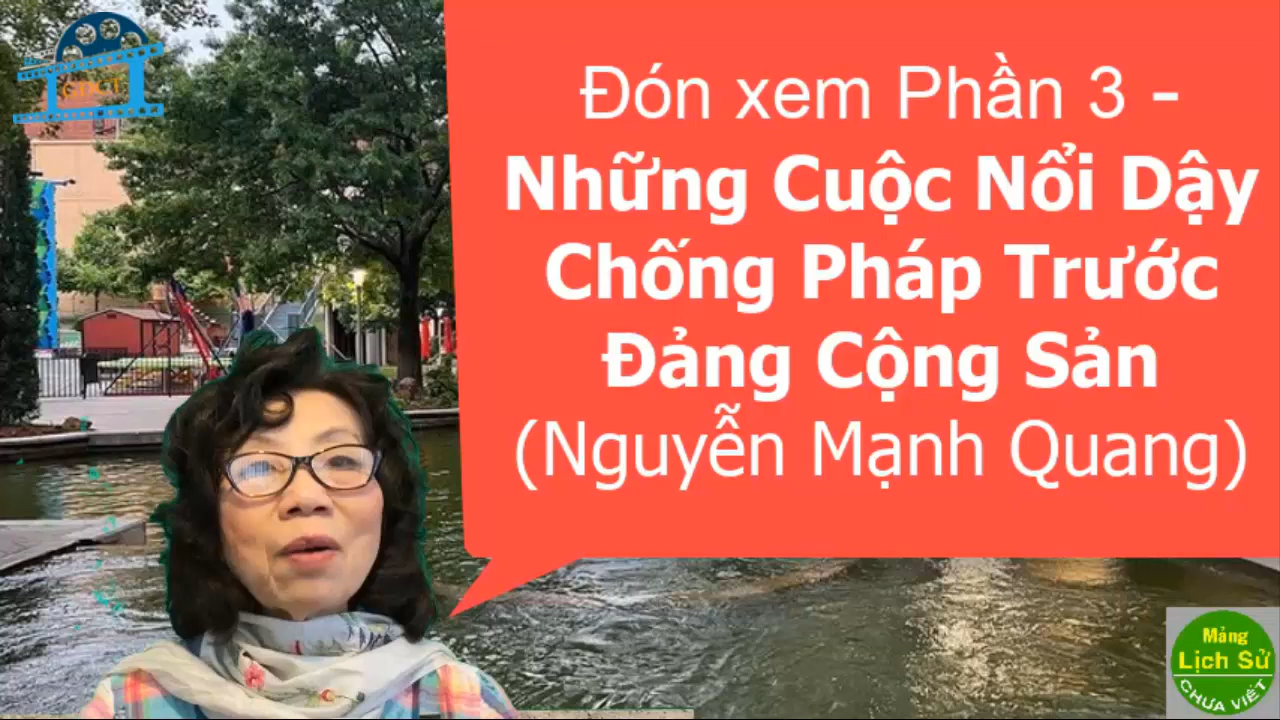 GDGT
Đón xem Phần 3 -
Những Cuộc Nổi Dậy
Chống Pháp Trước
Đảng Cộng Sản
(Nguyễn Mạnh Quang)
Mảng
Lịch Sử
CHƯA VIẾT